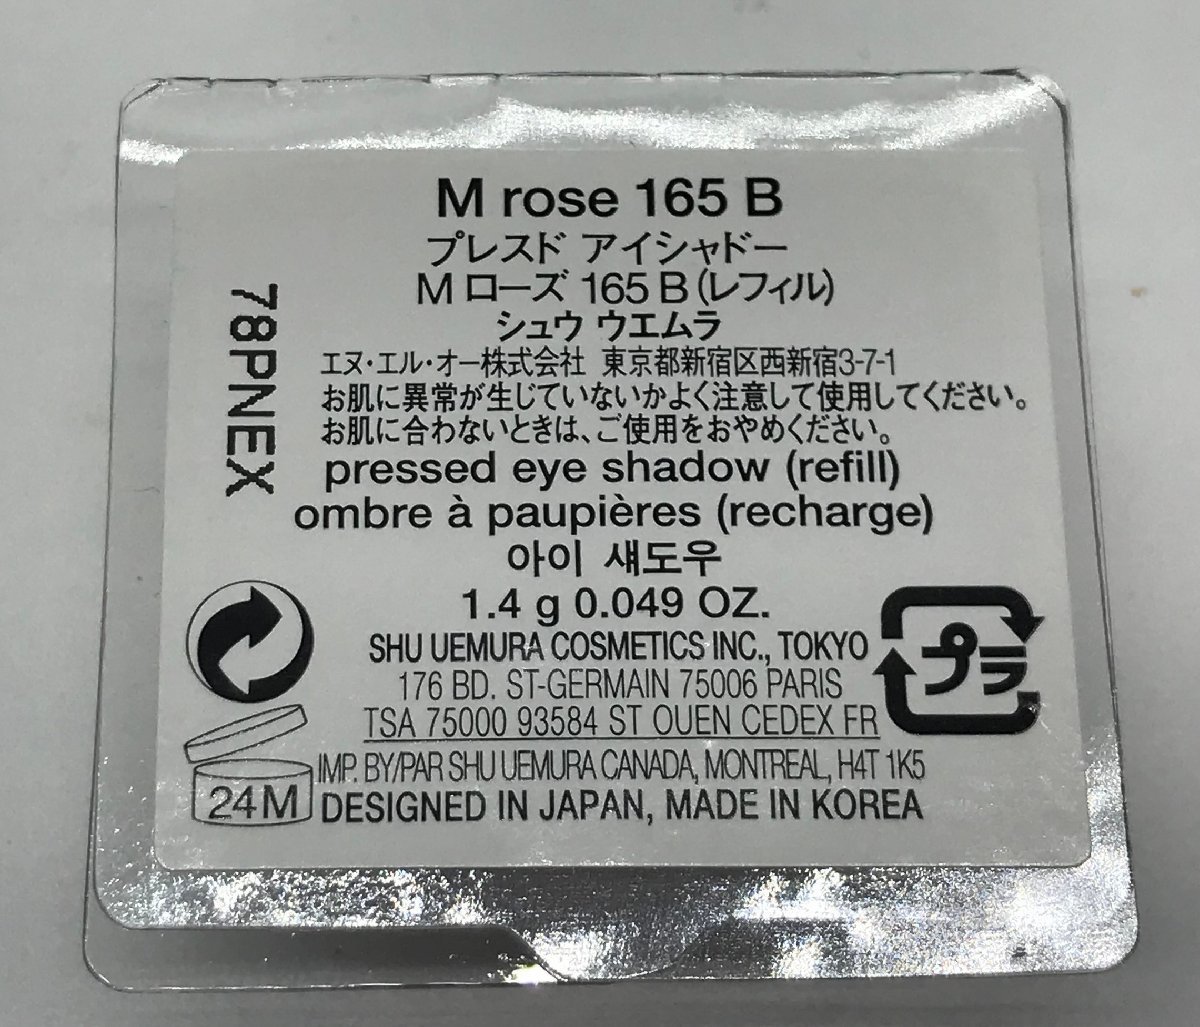 M rose 165 B
プレスド アイシャドー
M ローズ 165 B (レフィル)
シュウ ウエムラ
エヌ・エル・オー株式会社 東京都新宿区西新宿3-7-1
お肌に異常が生じていないかよく注意して使用してください。
お肌に合わないときは、ご使用をおやめください。
pressed eye shadow (refill)
ombre à paupières (recharge)
아이 섀도우
1.4 g 0.049 OZ.
SHU UEMURA COSMETICS INC., TOKYO
176 BD. ST-GERMAIN 75006 PARIS
TSA 75000 93584 ST OUEN CEDEX FR
IMP. BY/PAR SHU UEMURA CANADA, MONTREAL, H4T 1K5
DESIGNED IN JAPAN, MADE IN KOREA
78PNEX
24M
プラ